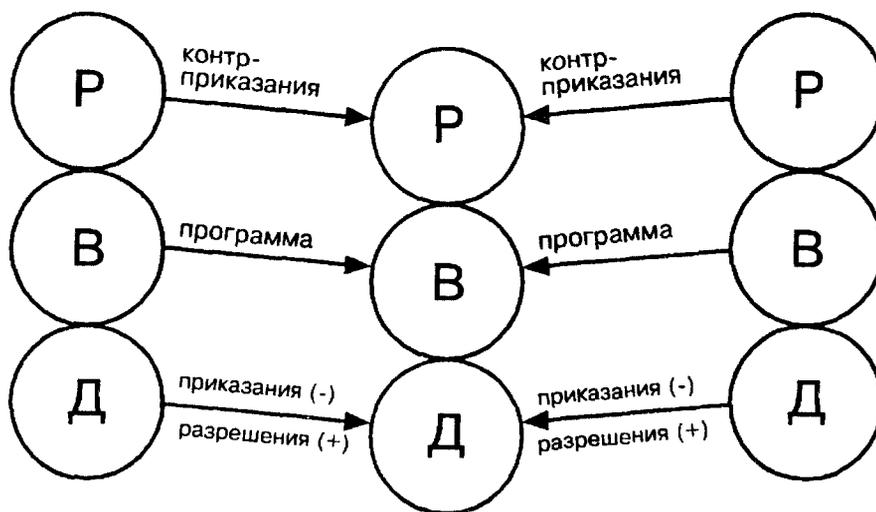 Р
контр-
приказания
Р
контр-
приказания
Р
В
программа
В
программа
В
Д
приказания (-)
разрешения (+)
Д
приказания (-)
разрешения (+)
Д